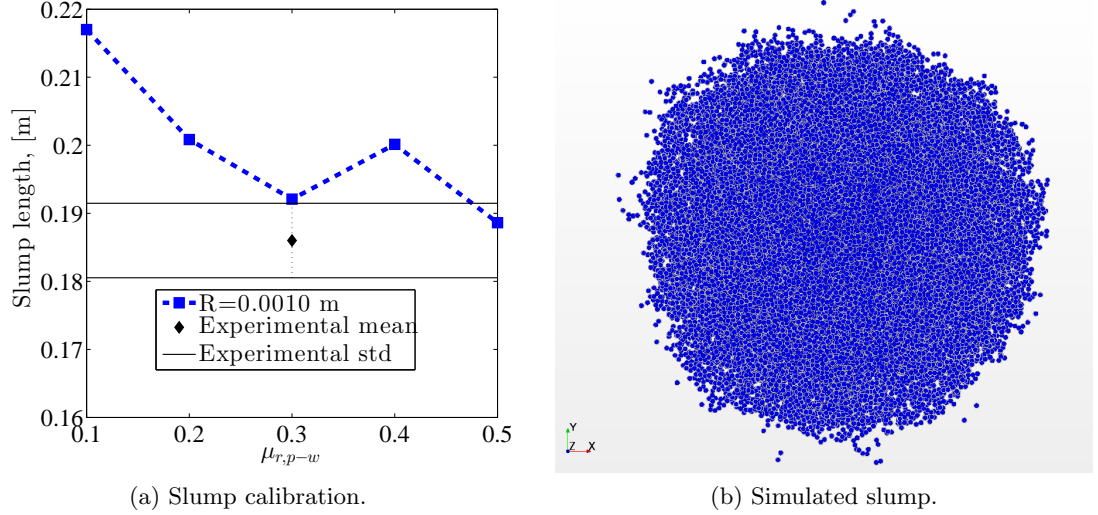 0.22
0.21
0.2
0.19
0.18
0.17
0.16
Slump length, [m]
R=0.0010 m
Experimental mean
Experimental std
0.1 0.2 0.3 0.4 0.5
μr,p−w
(a) Slump calibration.
Y
Z X
(b) Simulated slump.